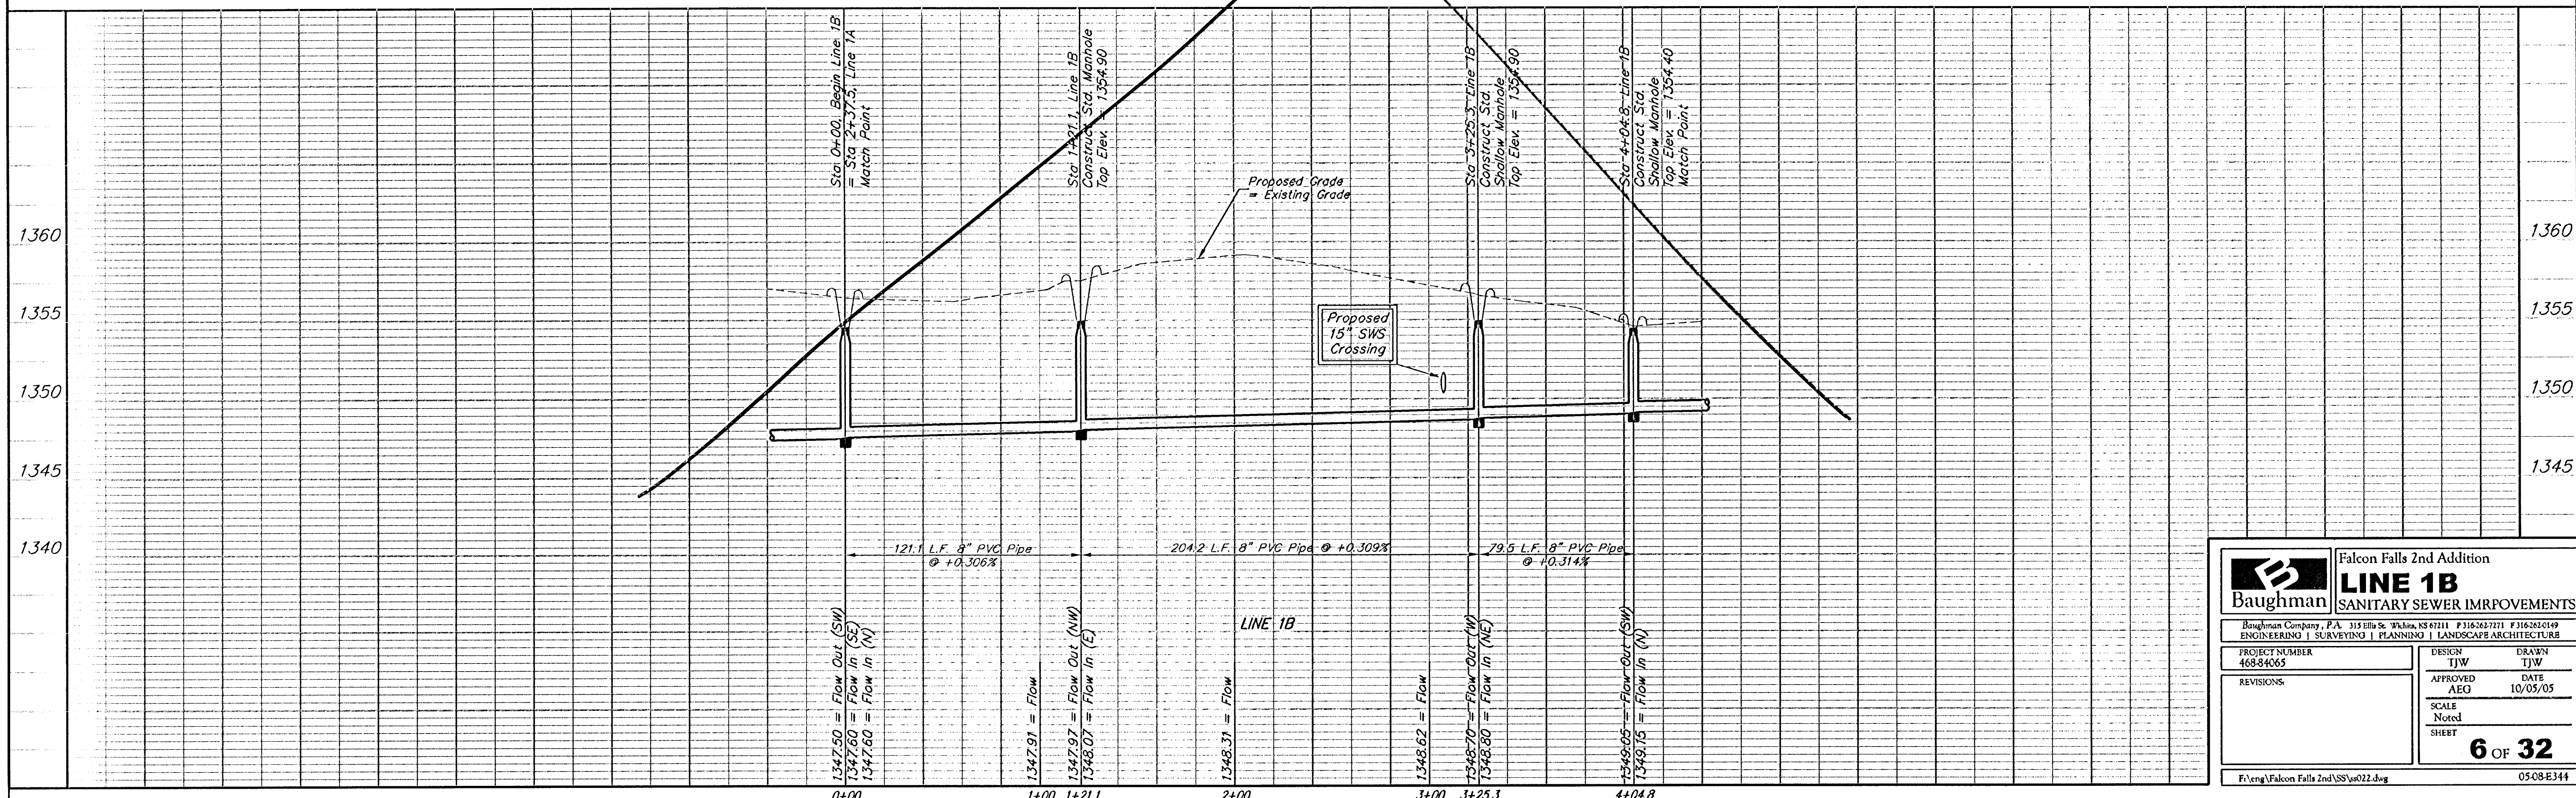 Sta 0+00, Begin Line 1B
= Sta 2+37.5, Line 1A
Match Point
Sta 1+21.1, Line 1B
Construct Std. Manhole
Top Elev. = 1354.90
Sta 3+25.3, Line 1B
Construct Std.
Shallow Manhole
Top Elev. = 1354.90
Sta 4+04.8, Line 1B
Construct Std.
Shallow Manhole
Top Elev. = 1354.40
Match Point
Proposed Grade
= Existing Grade
Proposed
15" SWS
Crossing
1360
1355
1350
1345
1340
1360
1355
1350
1345
121.1 L.F. 8" PVC Pipe
@ +0.306%
204.2 L.F. 8" PVC Pipe @ +0.309%
79.5 L.F. 8" PVC Pipe
@ +0.314%
LINE 1B
1347.50 = Flow Out (SW)
1347.60 = Flow In (SE)
1347.60 = Flow In (N)
1347.91 = Flow
1347.97 = Flow Out (NW)
1348.07 = Flow In (E)
1348.31 = Flow
1348.62 = Flow
1348.70 = Flow Out (W)
1348.80 = Flow In (NE)
1349.05 = Flow Out (SW)
1349.15 = Flow In (N)
0+00 1+00 1+21.1 2+00 3+00 3+25.3 4+04.8
Baughman
Falcon Falls 2nd Addition
LINE 1B
SANITARY SEWER IMRPOVEMENTS
Baughman Company, P.A. 315 Ellis St. Wichita, KS 67211 P 316-262-7271 F 316-262-0149
ENGINEERING | SURVEYING | PLANNING | LANDSCAPE ARCHITECTURE
PROJECT NUMBER
468-84065
DESIGN DRAWN
TJW TJW
REVISIONS:
APPROVED DATE
AEG 10/05/05
SCALE
Noted
SHEET
6 OF 32
F:\eng\Falcon Falls 2nd\SS\ss022.dwg 05-08-E344